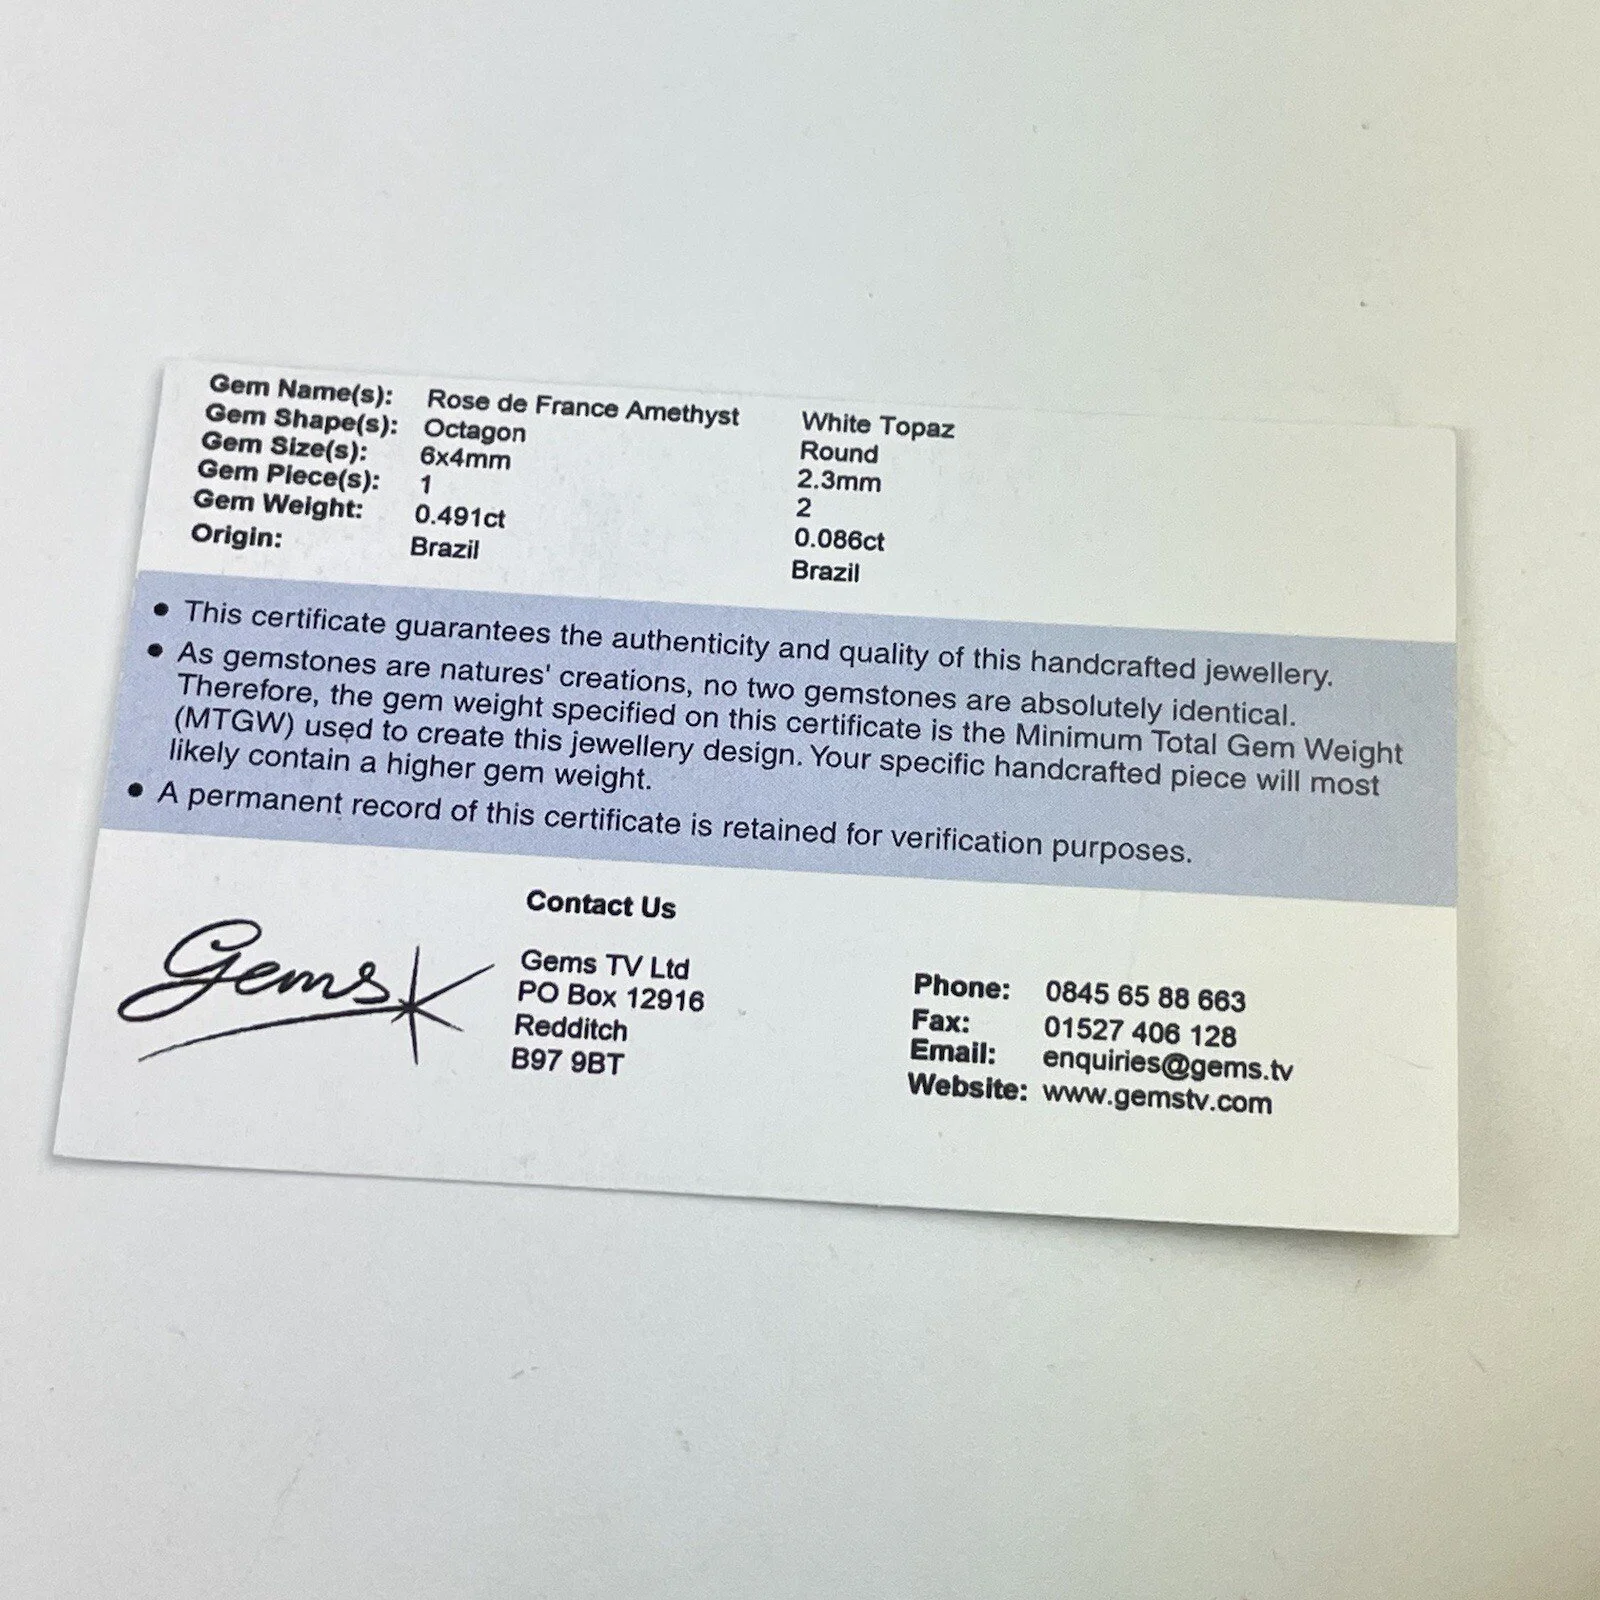 Gem Name(s): Rose de France Amethyst White Topaz
Gem Shape(s): Octagon Round
Gem Size(s): 6x4mm 2.3mm
Gem Piece(s): 1 2
Gem Weight: 0.491ct 0.086ct
Origin: Brazil Brazil
• This certificate guarantees the authenticity and quality of this handcrafted jewellery.
• As gemstones are natures' creations, no two gemstones are absolutely identical.
Therefore, the gem weight specified on this certificate is the Minimum Total Gem Weight
(MTGW) used to create this jewellery design. Your specific handcrafted piece will most
likely contain a higher gem weight.
• A permanent record of this certificate is retained for verification purposes.
Gems
Contact Us
Gems TV Ltd
PO Box 12916
Redditch
B97 9BT
Phone: 0845 65 88 663
Fax: 01527 406 128
Email: enquiries@gems.tv
Website: www.gemstv.com